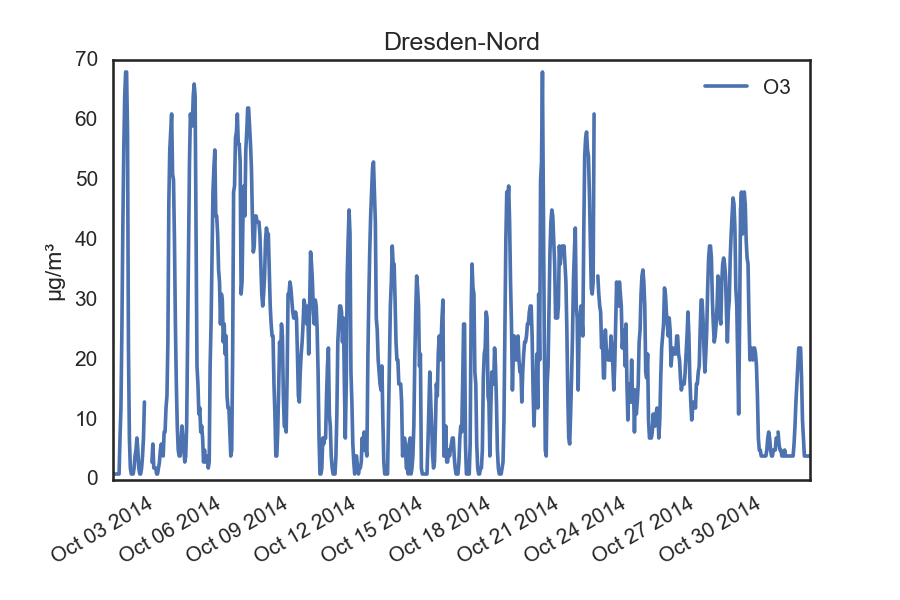 Dresden-Nord
70
60
50
40
30
20
10
0
µg/m³
O3
Oct 03 2014
Oct 06 2014
Oct 09 2014
Oct 12 2014
Oct 15 2014
Oct 18 2014
Oct 21 2014
Oct 24 2014
Oct 27 2014
Oct 30 2014